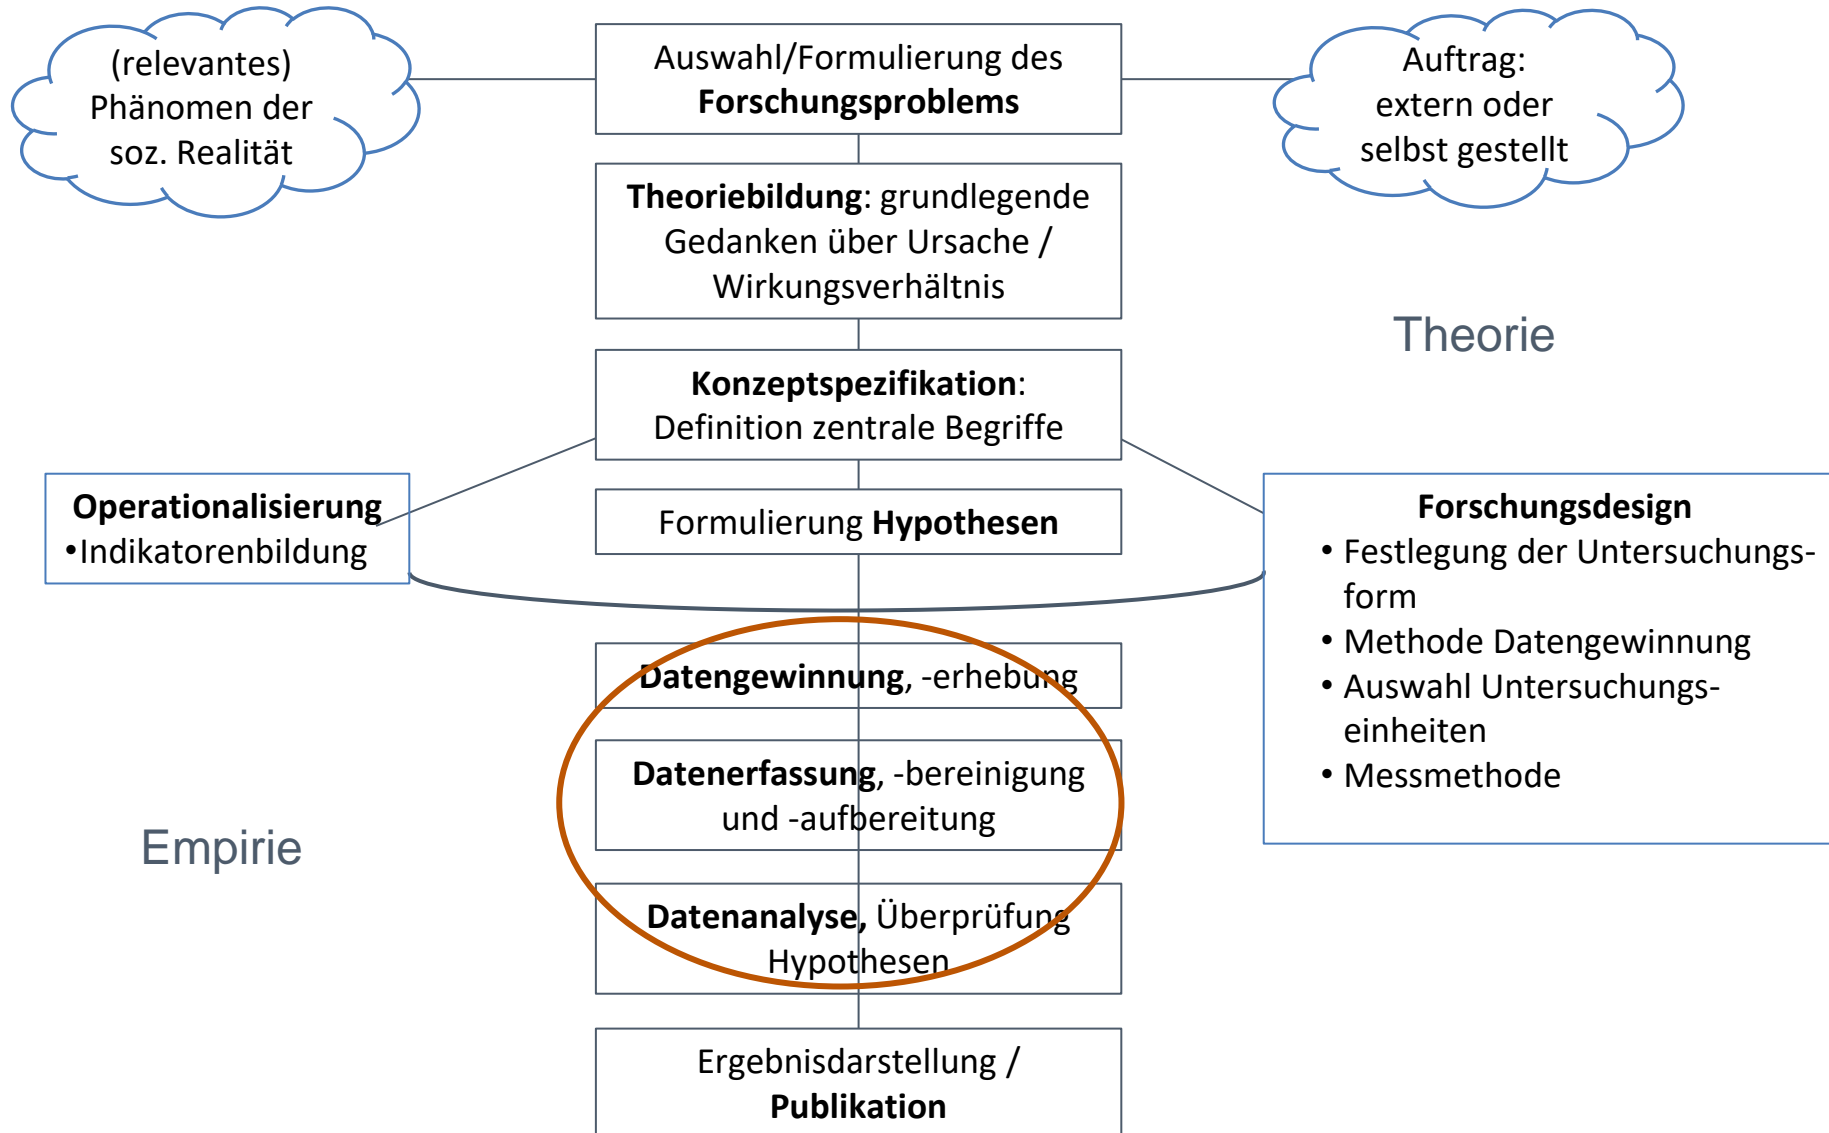 (relevantes)
Phänomen der
soz. Realität
Auswahl/Formulierung des
Forschungsproblems
Auftrag:
extern oder
selbst gestellt
Theoriebildung: grundlegende
Gedanken über Ursache /
Wirkungsverhältnis
Theorie
Konzeptspezifikation:
Definition zentrale Begriffe
Operationalisierung
•Indikatorenbildung
Formulierung Hypothesen
Forschungsdesign
• Festlegung der Untersuchungs-
form
• Methode Datengewinnung
• Auswahl Untersuchungs-
einheiten
• Messmethode
Datengewinnung, -erhebung
Datenerfassung, -bereinigung
und -aufbereitung
Empirie
Datenanalyse, Überprüfung
Hypothesen
Ergebnisdarstellung /
Publikation